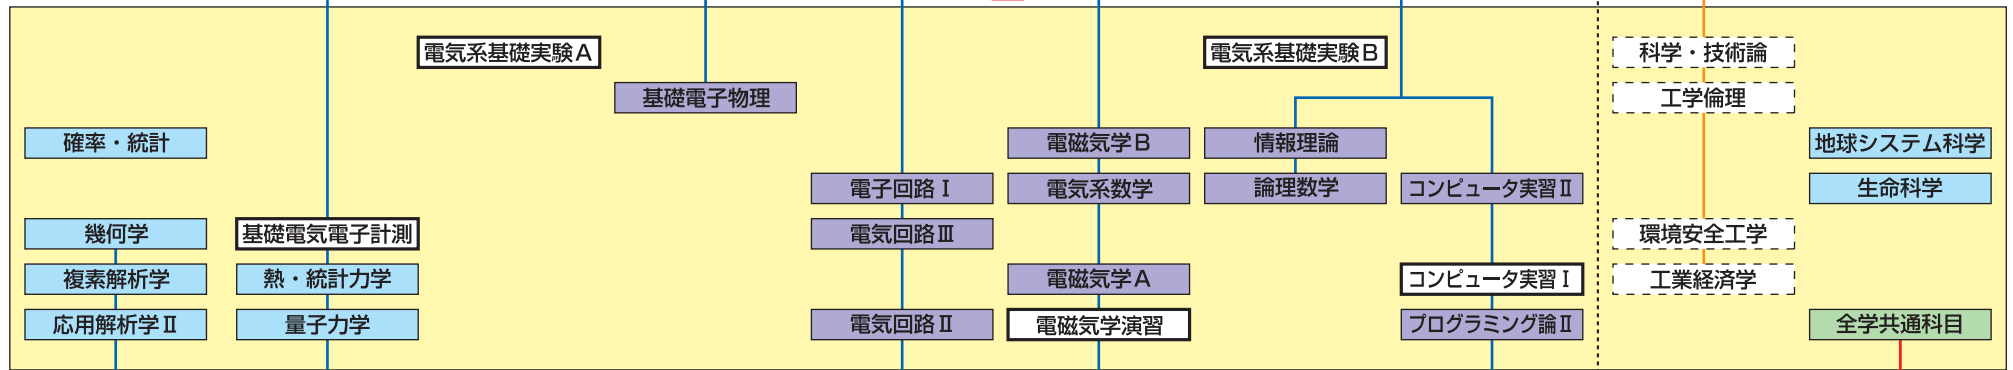 電気系基礎実験A
電気系基礎実験B
科学・技術論
基礎電子物理
工学倫理
確率・統計
電磁気学B
情報理論
地球システム科学
電子回路Ⅰ
電気系数学
論理数学
コンピュータ実習Ⅱ
生命科学
幾何学
基礎電気電子計測
電気回路Ⅲ
環境安全工学
複素解析学
熱・統計力学
電磁気学A
コンピュータ実習Ⅰ
工業経済学
応用解析学Ⅱ
量子力学
電気回路Ⅱ
電磁気学演習
プログラミング論Ⅱ
全学共通科目